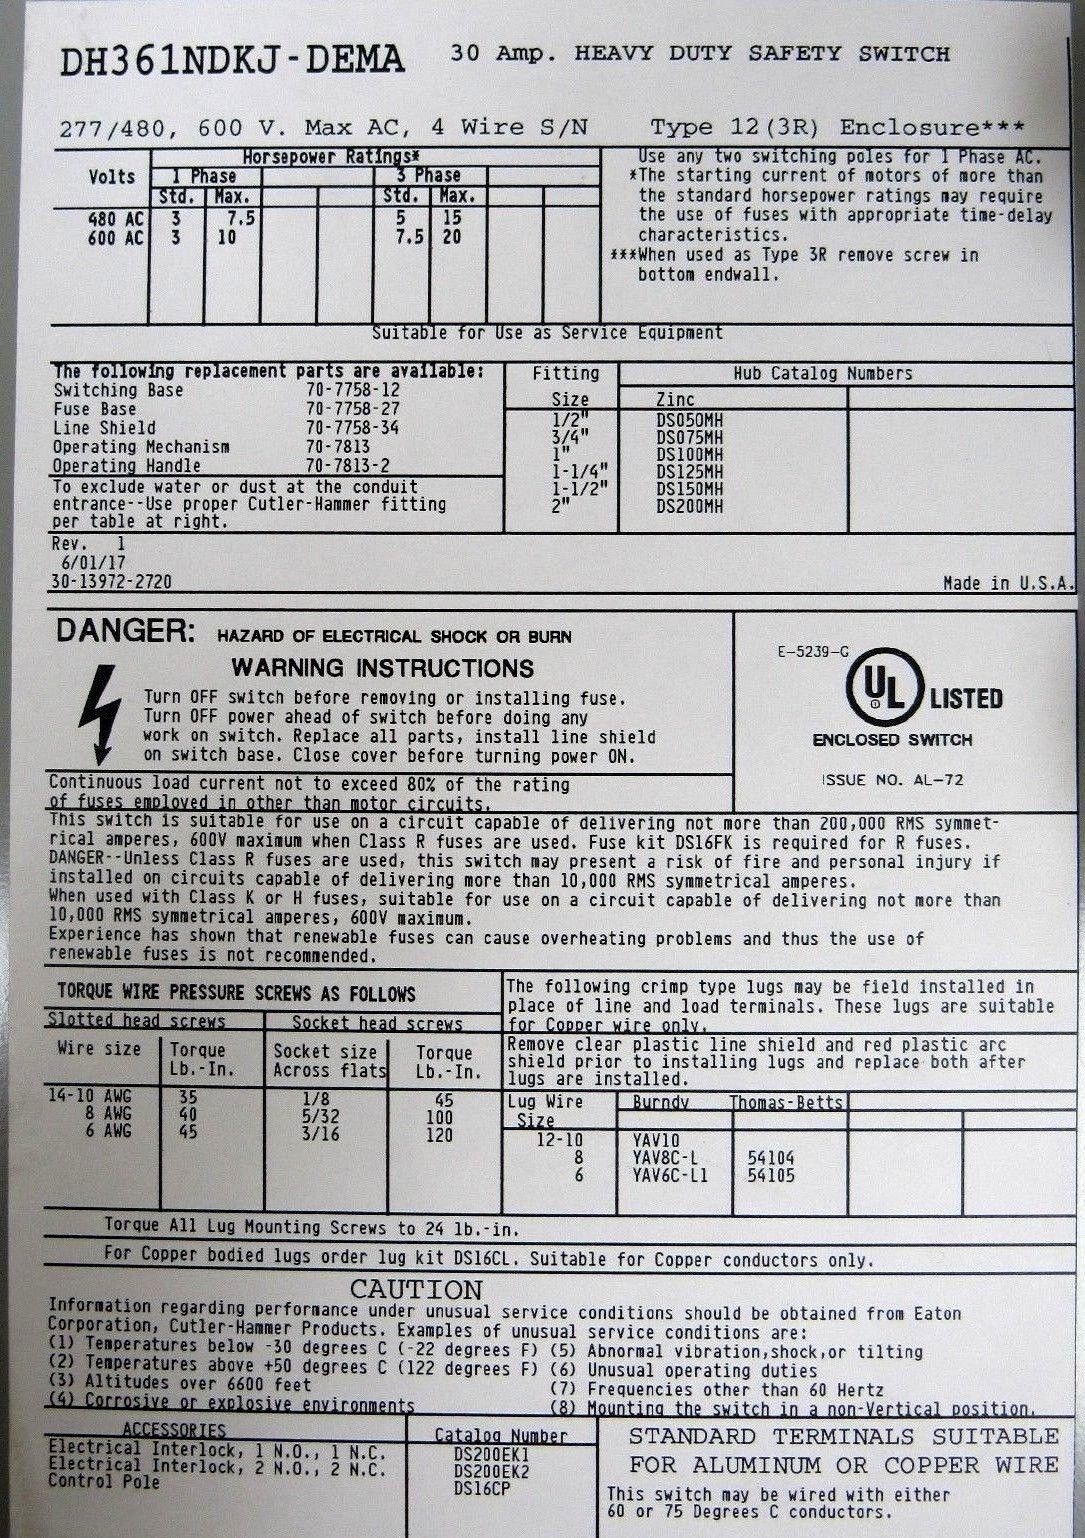 DH361NDKJ-DEMA 30 Amp. HEAVY DUTY SAFETY SWITCH
277/480, 600 V. Max AC, 4 Wire S/N Type 12(3R) Enclosure***
Horsepower Ratings*
Volts 1 Phase 3 Phase
Std. Max. Std. Max.
480 AC 3 7.5 5 15
600 AC 3 10 7.5 20
Use any two switching poles for 1 Phase AC.
*The starting current of motors of more than
the standard horsepower ratings may require
the use of fuses with appropriate time-delay
characteristics.
***When used as Type 3R remove screw in
bottom endwall.
Suitable for Use as Service Equipment
The following replacement parts are available:
Switching Base 70-7758-12
Fuse Base 70-7758-27
Line Shield 70-7758-34
Operating Mechanism 70-7813
Operating Handle 70-7813-2
To exclude water or dust at the conduit
entrance--Use proper Cutler-Hammer fitting
per table at right.
Fitting Hub Catalog Numbers
Size Zinc
1/2" DS050MH
3/4" DS075MH
1" DS100MH
1-1/4" DS125MH
1-1/2" DS150MH
2" DS200MH
Rev. 1
6/01/17
30-13972-2720 Made in U.S.A.
DANGER: HAZARD OF ELECTRICAL SHOCK OR BURN
WARNING INSTRUCTIONS
Turn OFF switch before removing or installing fuse.
Turn OFF power ahead of switch before doing any
work on switch. Replace all parts, install line shield
on switch base. Close cover before turning power ON.
E-5239-G
UL LISTED
ENCLOSED SWITCH
ISSUE NO. AL-72
Continuous load current not to exceed 80% of the rating
of fuses employed in other than motor circuits.
This switch is suitable for use on a circuit capable of delivering not more than 200,000 RMS symmet-
rical amperes, 600V maximum when Class R fuses are used. Fuse kit DS16FK is required for R fuses.
DANGER--Unless Class R fuses are used, this switch may present a risk of fire and personal injury if
installed on circuits capable of delivering more than 10,000 RMS symmetrical amperes.
When used with Class K or H fuses, suitable for use on a circuit capable of delivering not more than
10,000 RMS symmetrical amperes, 600V maximum.
Experience has shown that renewable fuses can cause overheating problems and thus the use of
renewable fuses is not recommended.
TORQUE WIRE PRESSURE SCREWS AS FOLLOWS
Slotted head screws Socket head screws
Wire size Torque Lb.-In. Socket size Across flats Torque Lb.-In.
14-10 AWG 35 1/8 45
8 AWG 40 5/32 100
6 AWG 45 3/16 120
The following crimp type lugs may be field installed in
place of line and load terminals. These lugs are suitable
for Copper wire only.
Remove clear plastic line shield and red plastic arc
shield prior to installing lugs and replace both after
lugs are installed.
Lug Wire Size Burndy Thomas-Betts
12-10 YAV10
8 YAV8C-L 54104
6 YAV6C-L1 54105
Torque All Lug Mounting Screws to 24 lb.-in.
For Copper bodied lugs order lug kit DS16CL. Suitable for Copper conductors only.
CAUTION
Information regarding performance under unusual service conditions should be obtained from Eaton
Corporation, Cutler-Hammer Products. Examples of unusual service conditions are:
(1) Temperatures below -30 degrees C (-22 degrees F) (5) Abnormal vibration,shock,or tilting
(2) Temperatures above +50 degrees C (122 degrees F) (6) Unusual operating duties
(3) Altitudes over 6600 feet (7) Frequencies other than 60 Hertz
(4) Corrosive or explosive environments (8) Mounting the switch in a non-Vertical position.
ACCESSORIES Catalog Number
Electrical Interlock, 1 N.O., 1 N.C. DS200EK1
Electrical Interlock, 2 N.O., 2 N.C. DS200EK2
Control Pole DS16CP
STANDARD TERMINALS SUITABLE
FOR ALUMINUM OR COPPER WIRE
This switch may be wired with either
60 or 75 Degrees C conductors.